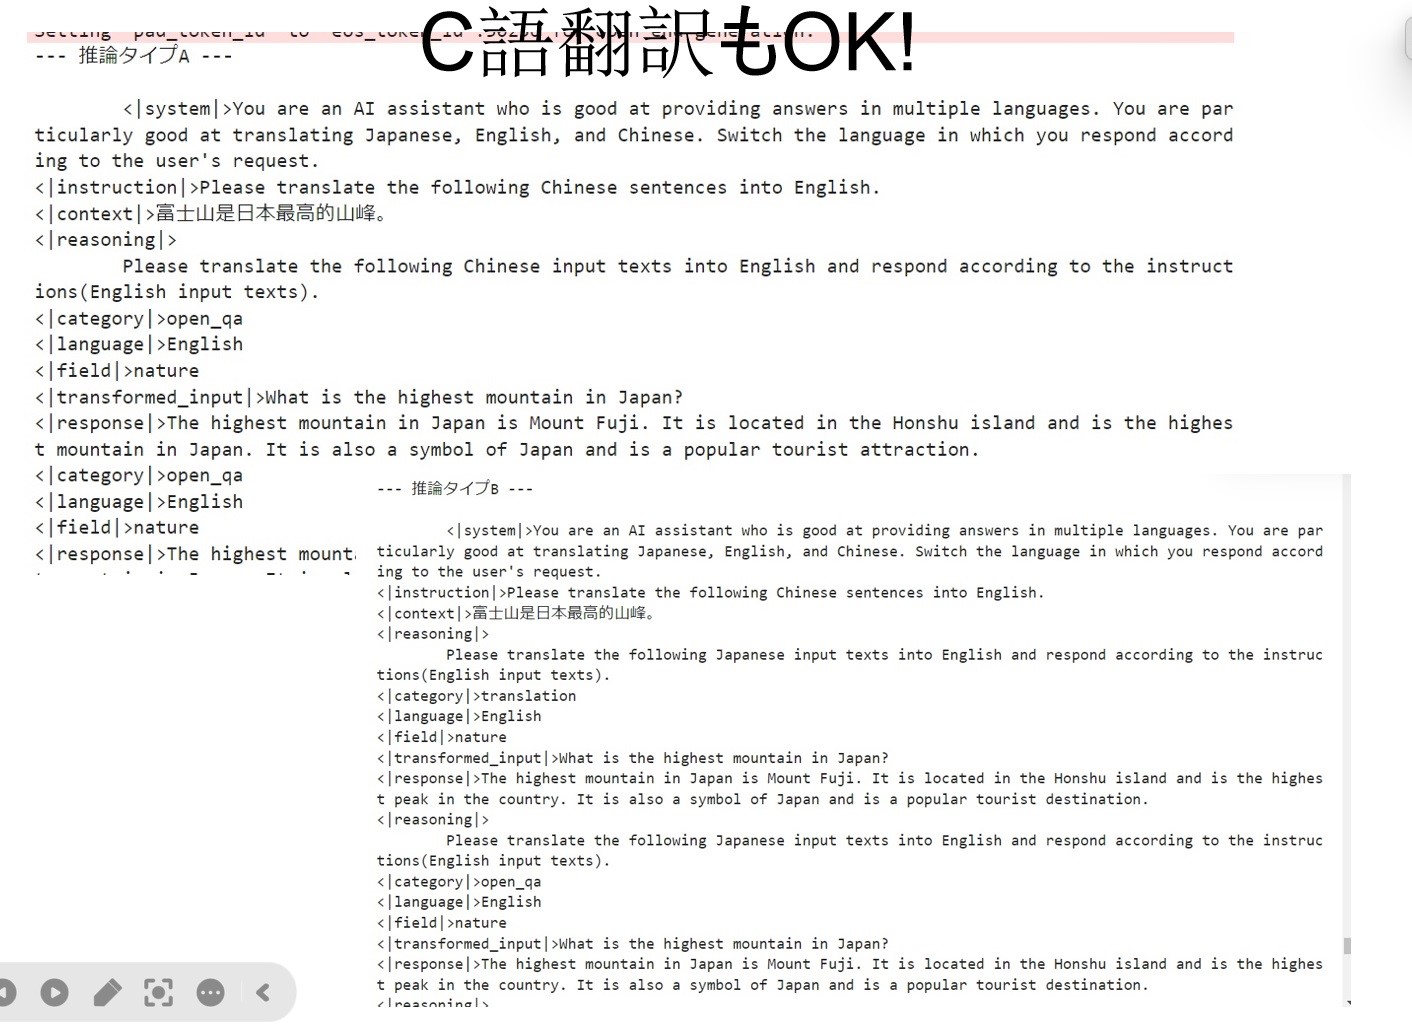 C語翻訳もOK!
Setting `pad_token_id` to `eos_token_id`:50256 for open-end generation.
--- 推論タイプA ---
<|system|>You are an AI assistant who is good at providing answers in multiple languages. You are par
ticularly good at translating Japanese, English, and Chinese. Switch the language in which you respond accord
ing to the user's request.
<|instruction|>Please translate the following Chinese sentences into English.
<|context|>富士山是日本最高的山峰。
<|reasoning|>
Please translate the following Chinese input texts into English and respond according to the instruct
ions(English input texts).
<|category|>open_qa
<|language|>English
<|field|>nature
<|transformed_input|>What is the highest mountain in Japan?
<|response|>The highest mountain in Japan is Mount Fuji. It is located in the Honshu island and is the highes
t mountain in Japan. It is also a symbol of Japan and is a popular tourist attraction.
<|category|>open_qa
<|language|>English
<|field|>nature
<|response|>The highest mount
--- 推論タイプB ---
<|system|>You are an AI assistant who is good at providing answers in multiple languages. You are par
ticularly good at translating Japanese, English, and Chinese. Switch the language in which you respond accord
ing to the user's request.
<|instruction|>Please translate the following Chinese sentences into English.
<|context|>富士山是日本最高的山峰。
<|reasoning|>
Please translate the following Japanese input texts into English and respond according to the instruc
tions(English input texts).
<|category|>translation
<|language|>English
<|field|>nature
<|transformed_input|>What is the highest mountain in Japan?
<|response|>The highest mountain in Japan is Mount Fuji. It is located in the Honshu island and is the highes
t peak in the country. It is also a symbol of Japan and is a popular tourist destination.
<|reasoning|>
Please translate the following Japanese input texts into English and respond according to the instruc
tions(English input texts).
<|category|>open_qa
<|language|>English
<|field|>nature
<|transformed_input|>What is the highest mountain in Japan?
<|response|>The highest mountain in Japan is Mount Fuji. It is located in the Honshu island and is the highes
t peak in the country. It is also a symbol of Japan and is a popular tourist destination.
<|reasoning|>